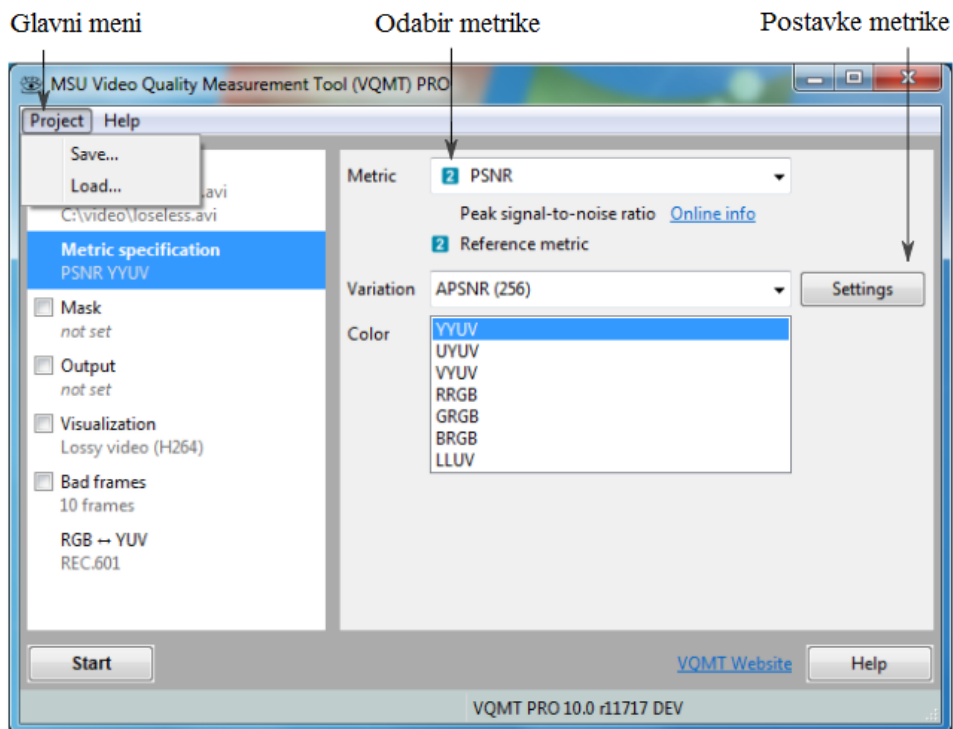 Glavni meni
Odabir metrike
Postavke metrike
MSU Video Quality Measurement Tool (VQMT) PRO
Project Help
Save...
Load...
.avi
C:\video\loseless.avi
Metric specification
PSNR YYUV
Mask
not set
Output
not set
Visualization
Lossy video (H264)
Bad frames
10 frames
RGB ↔ YUV
REC.601
Metric
2 PSNR
Peak signal-to-noise ratio Online info
2 Reference metric
Variation APSNR (256) Settings
Color
YYUV
UYUV
VYUV
RRGB
GRGB
BRGB
LLUV
Start
VQMT Website
Help
VQMT PRO 10.0 r11717 DEV